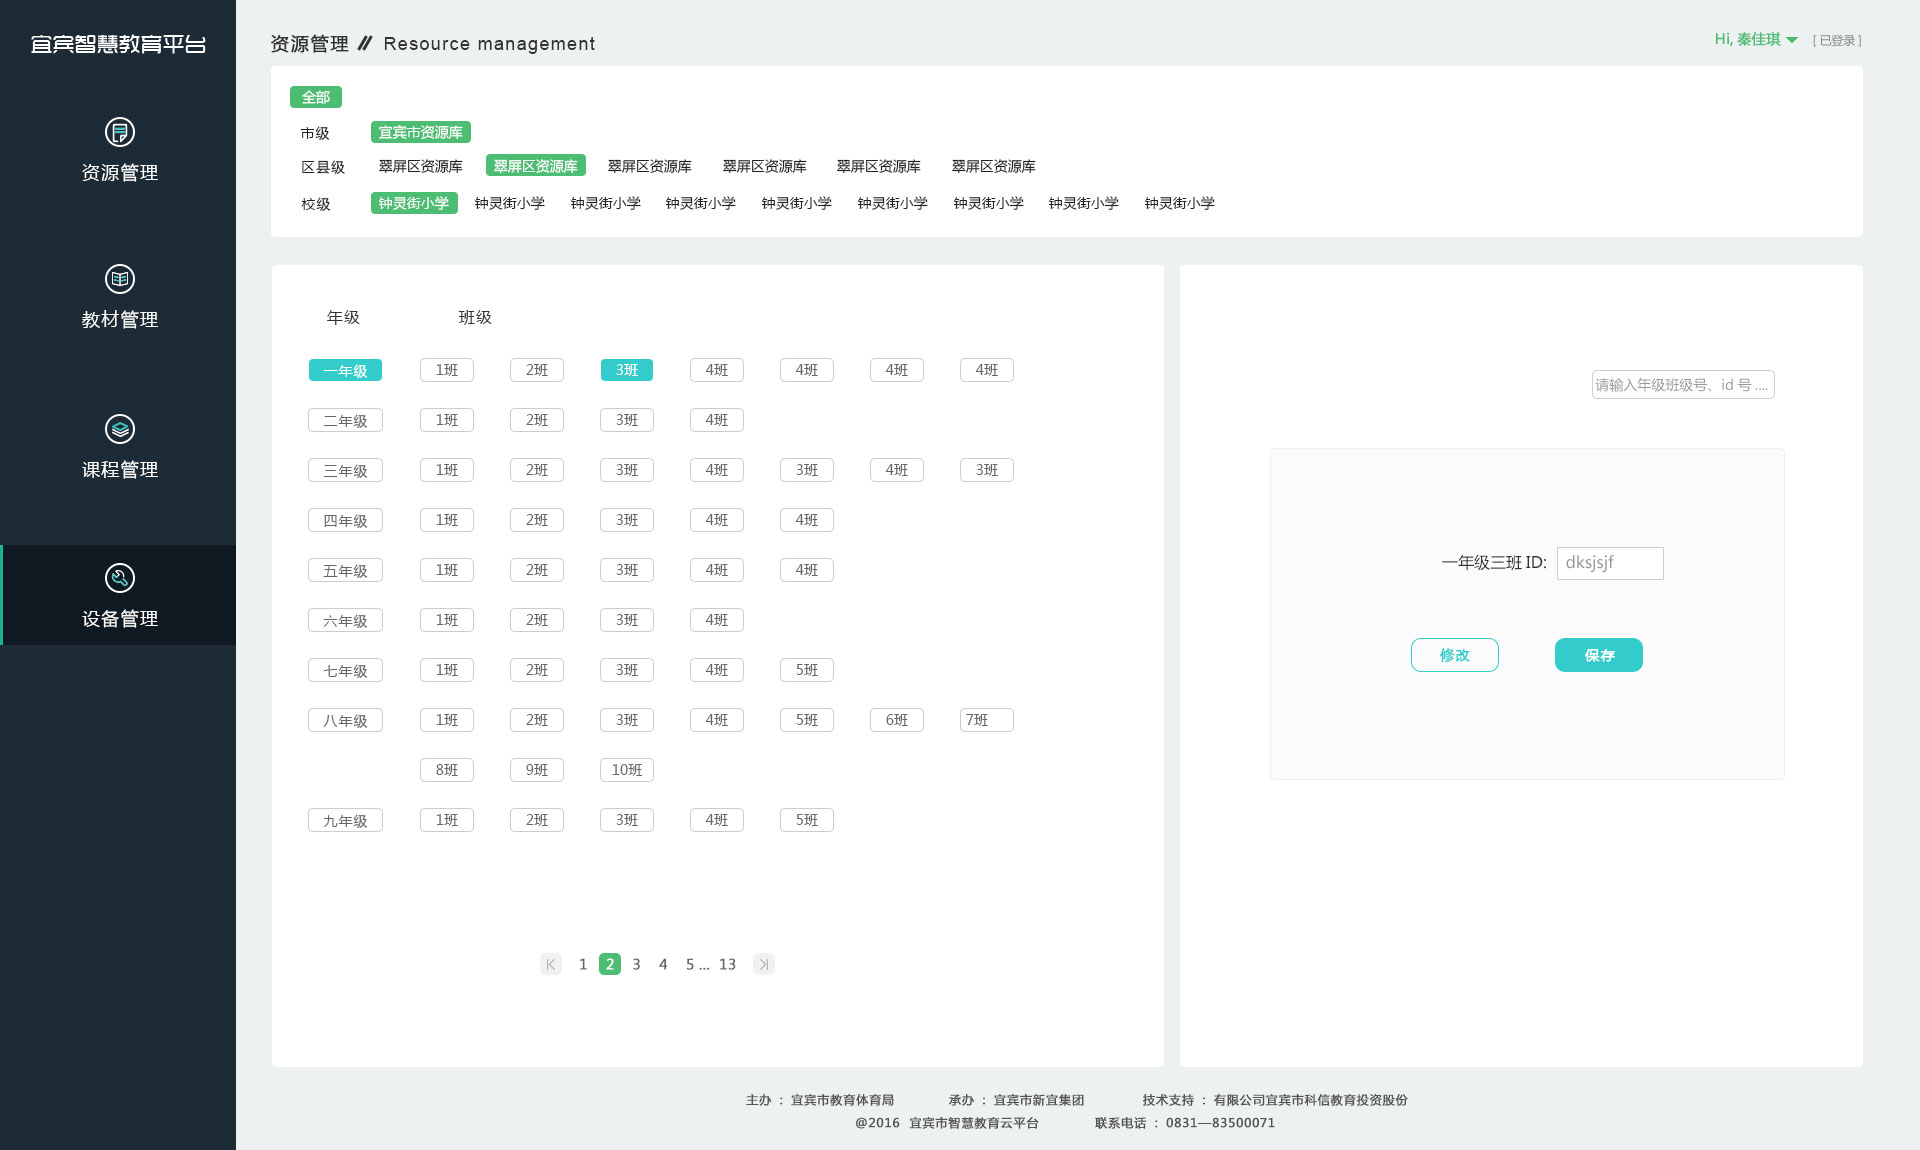 宜宾智慧教育平台
资源管理
教材管理
课程管理
设备管理
资源管理 // Resource management
Hi, 秦佳琪 [ 已登录 ]
全部
市级 宜宾市资源库
区县级 翠屏区资源库 翠屏区资源库 翠屏区资源库 翠屏区资源库 翠屏区资源库 翠屏区资源库
校级 钟灵街小学 钟灵街小学 钟灵街小学 钟灵街小学 钟灵街小学 钟灵街小学 钟灵街小学 钟灵街小学 钟灵街小学
年级 班级
一年级 1班 2班 3班 4班 4班 4班 4班
二年级 1班 2班 3班 4班
三年级 1班 2班 3班 4班 3班 4班 3班
四年级 1班 2班 3班 4班 4班
五年级 1班 2班 3班 4班 4班
六年级 1班 2班 3班 4班
七年级 1班 2班 3班 4班 5班
八年级 1班 2班 3班 4班 5班 6班 7班
8班 9班 10班
九年级 1班 2班 3班 4班 5班
1 2 3 4 5 ... 13
请输入年级班级号、id 号 ....
一年级三班 ID: dksjsjf
修改 保存
主办 ： 宜宾市教育体育局 承办 ： 宜宾市新宜集团 技术支持 ： 有限公司宜宾市科信教育投资股份
@2016 宜宾市智慧教育云平台 联系电话 ： 0831—83500071